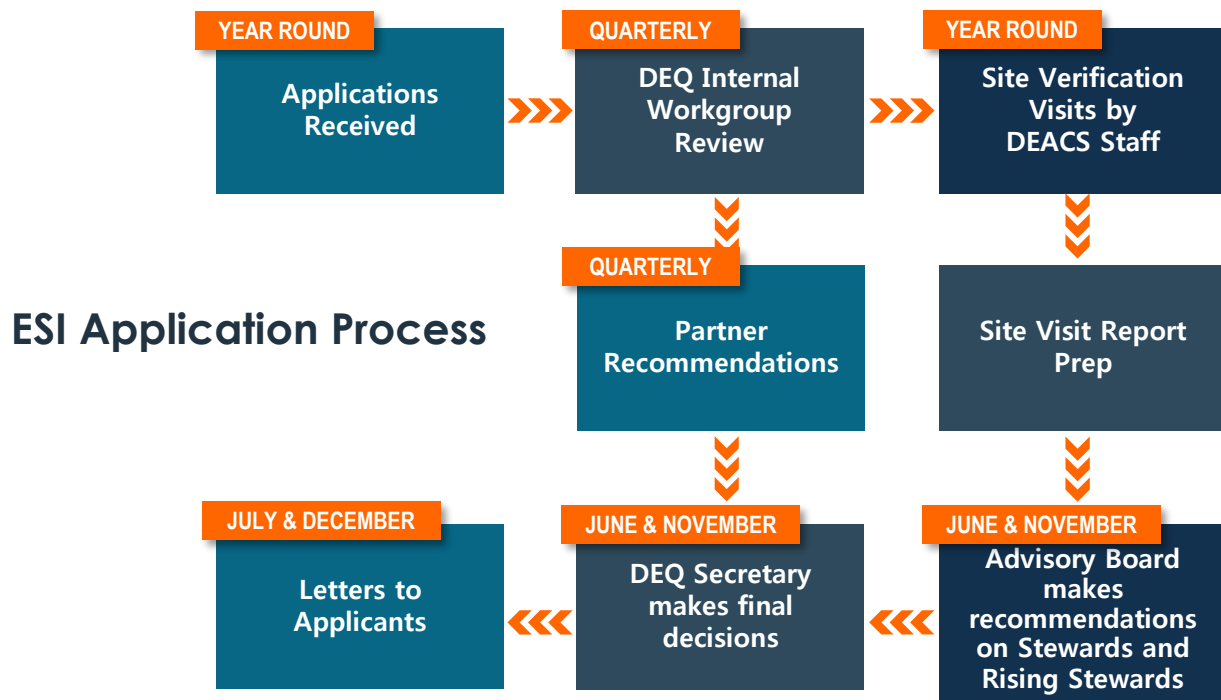 YEAR ROUND
Applications
Received
QUARTERLY
DEQ Internal
Workgroup
Review
YEAR ROUND
Site Verification
Visits by
DEACS Staff
ESI Application Process
QUARTERLY
Partner
Recommendations
Site Visit Report
Prep
JULY & DECEMBER
Letters to
Applicants
JUNE & NOVEMBER
DEQ Secretary
makes final
decisions
JUNE & NOVEMBER
Advisory Board
makes
recommendations
on Stewards and
Rising Stewards